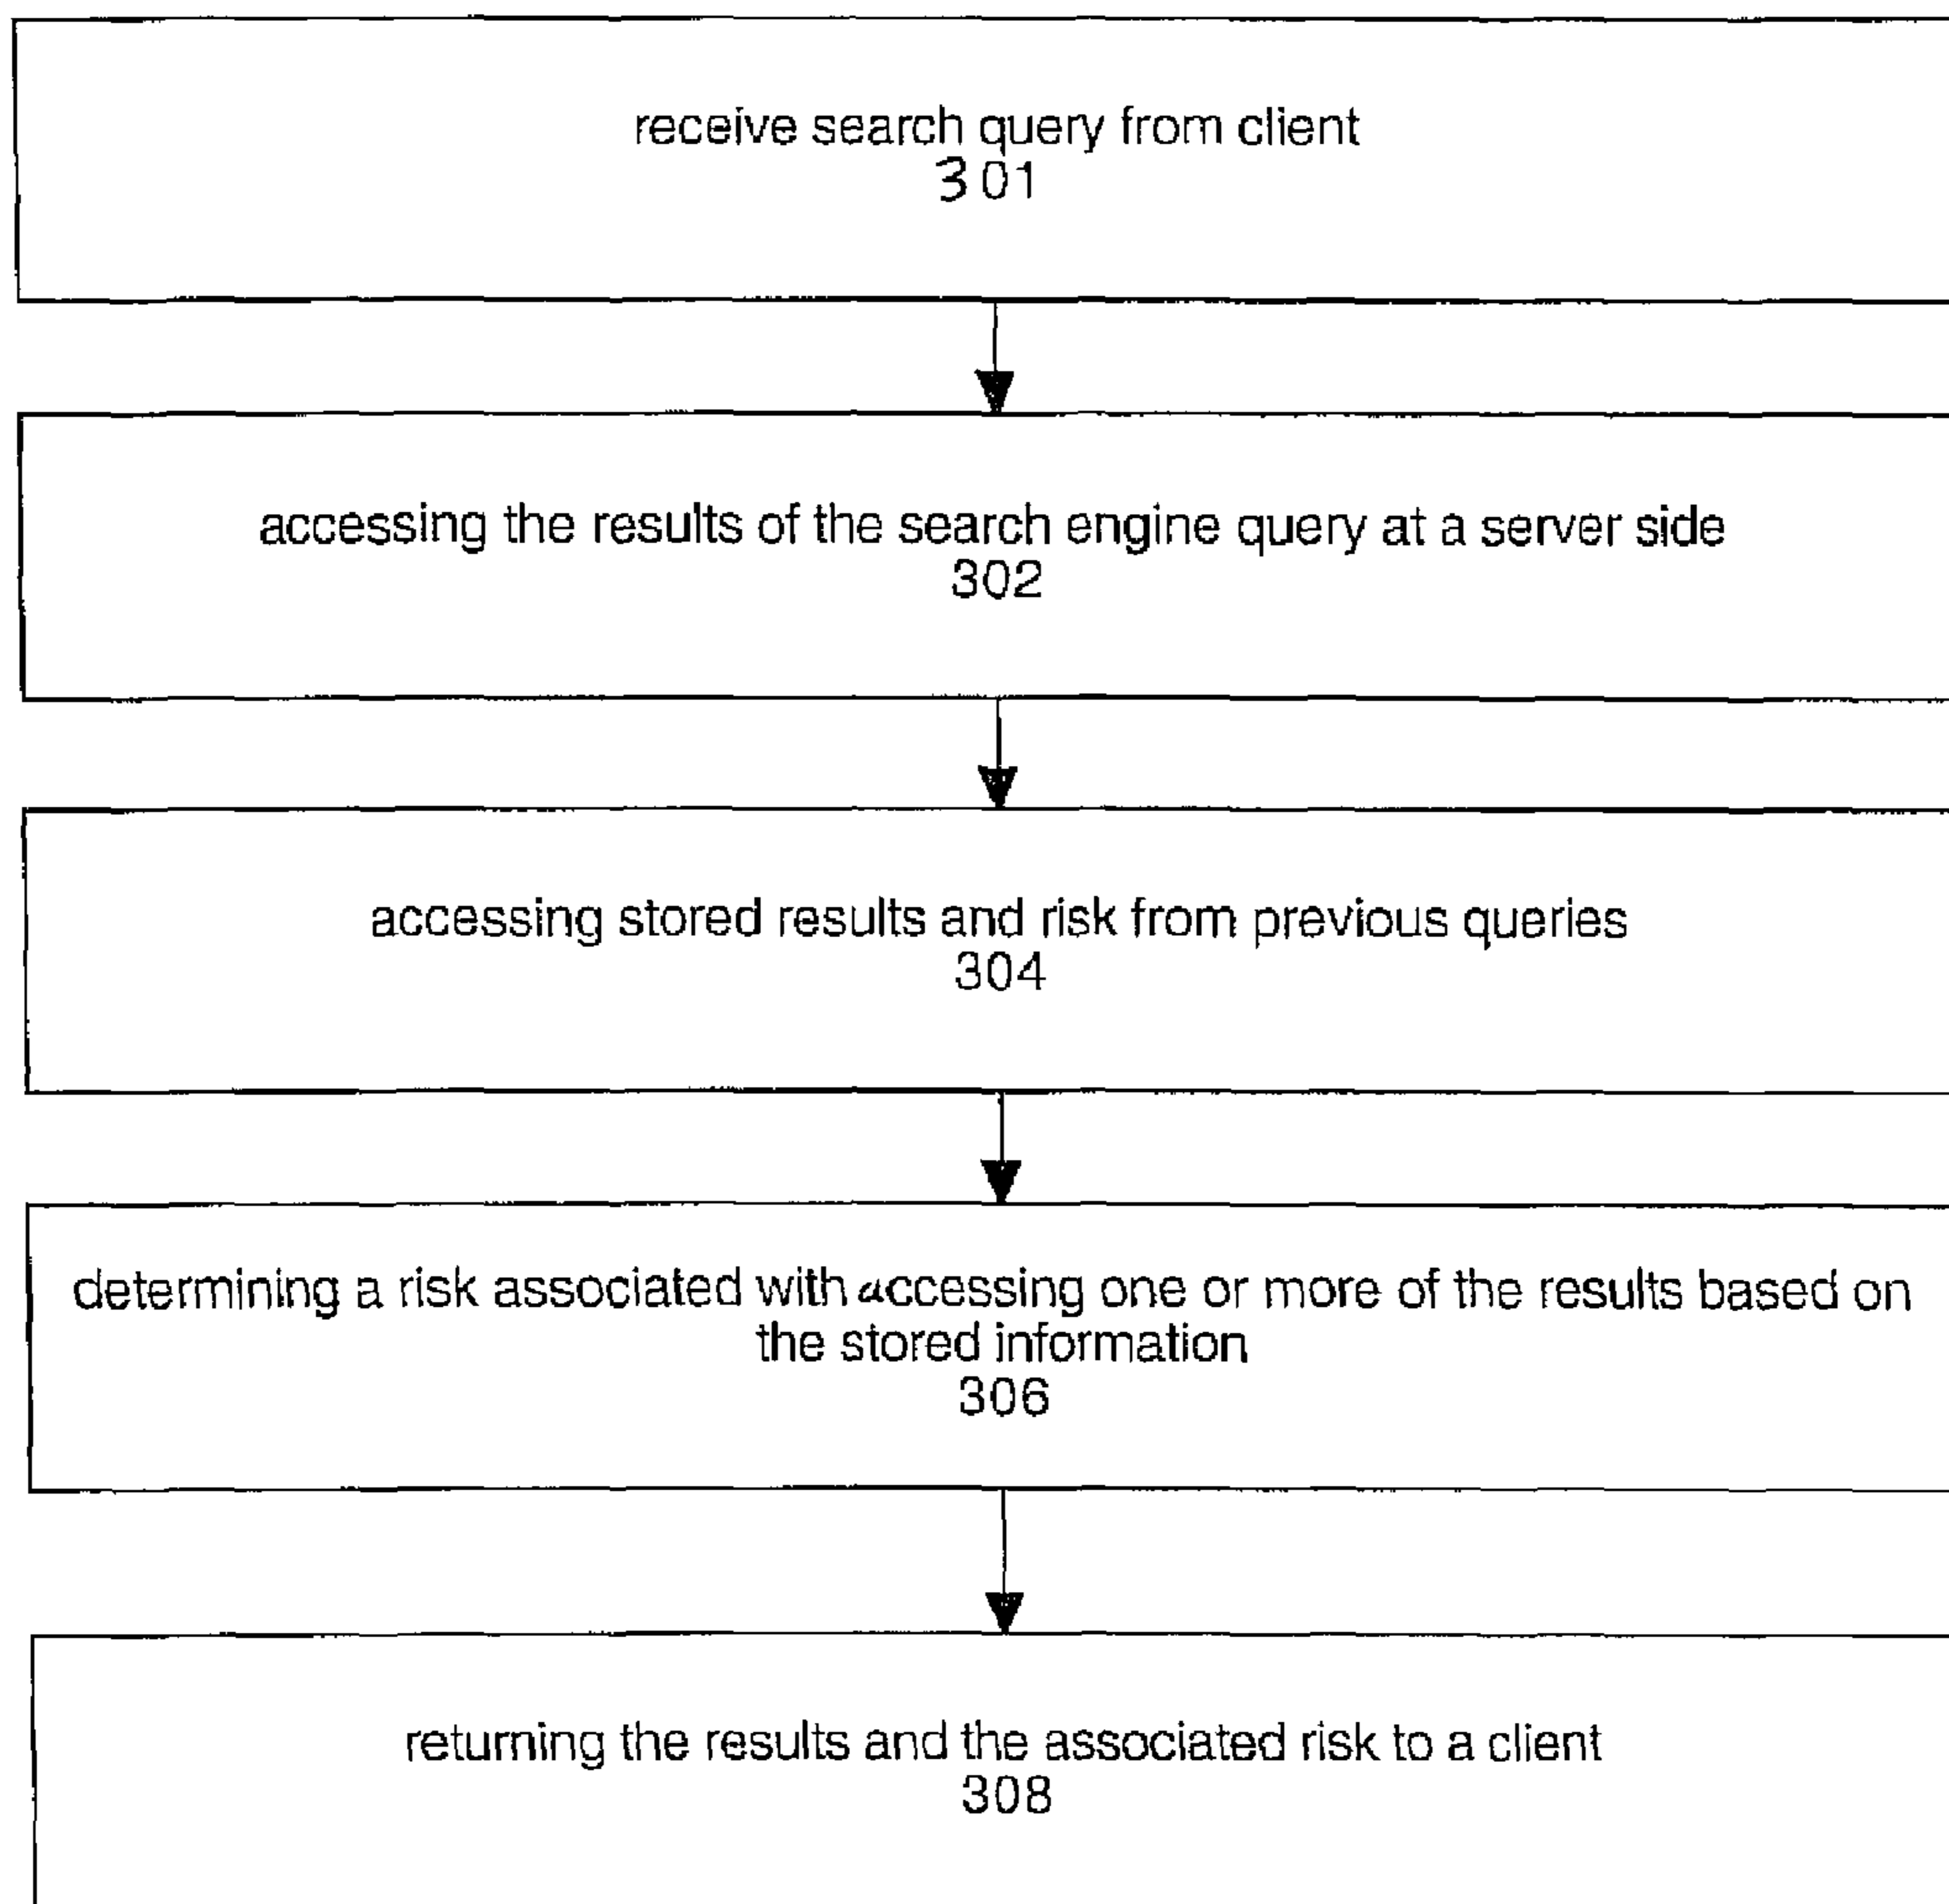 receive search query from client
301
accessing the results of the search engine query at a server side
302
accessing stored results and risk from previous queries
304
determining a risk associated with accessing one or more of the results based on
the stored information
306
returning the results and the associated risk to a client
308